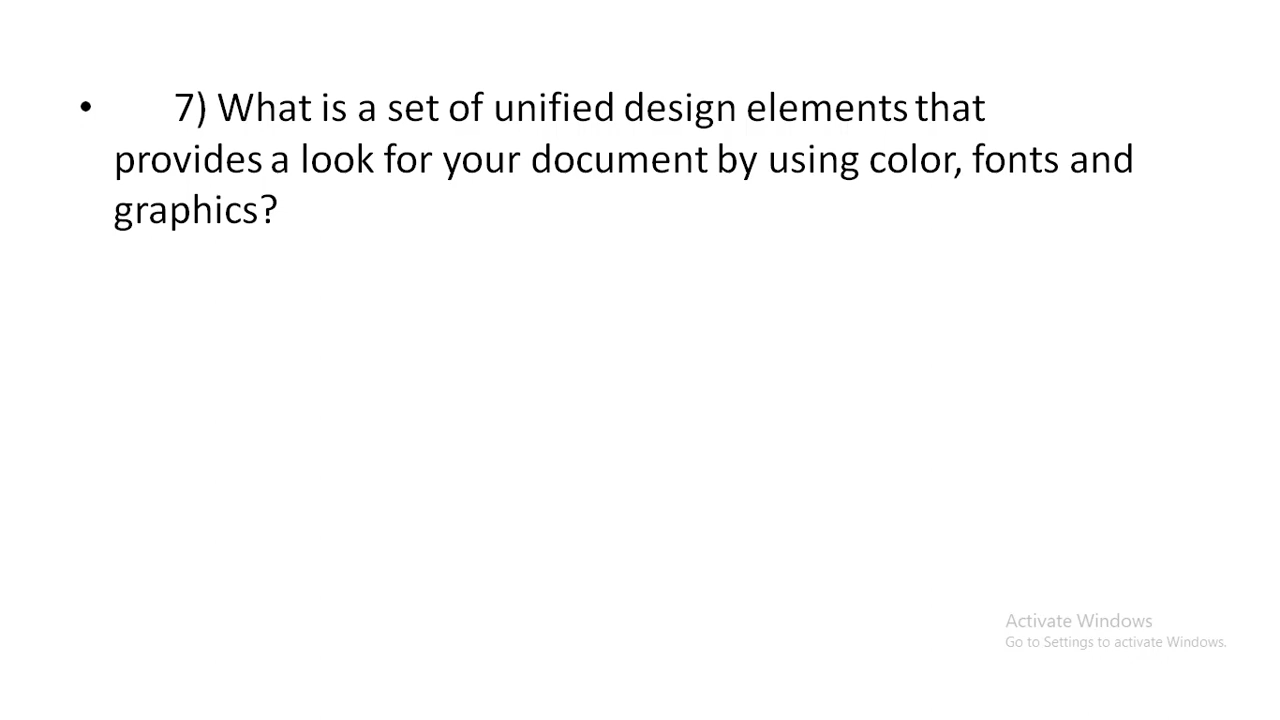 • 7) What is a set of unified design elements that
provides a look for your document by using color, fonts and
graphics?
Activate Windows
Go to Settings to activate Windows.